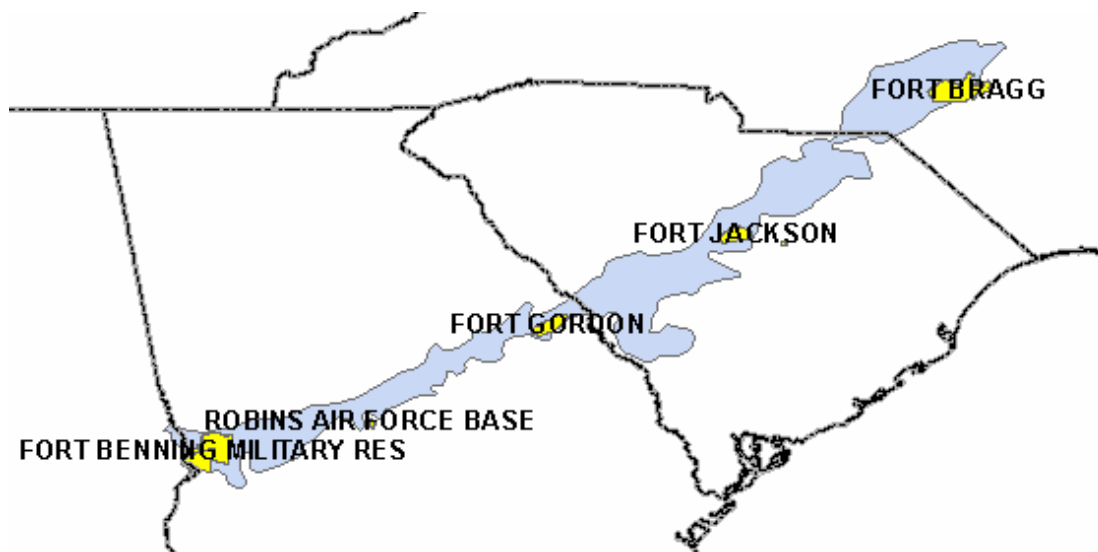 FORT BRAGG
FORT JACKSON
FORT GORDON
ROBINS AIR FORCE BASE
FORT BENNING MILITARY RES